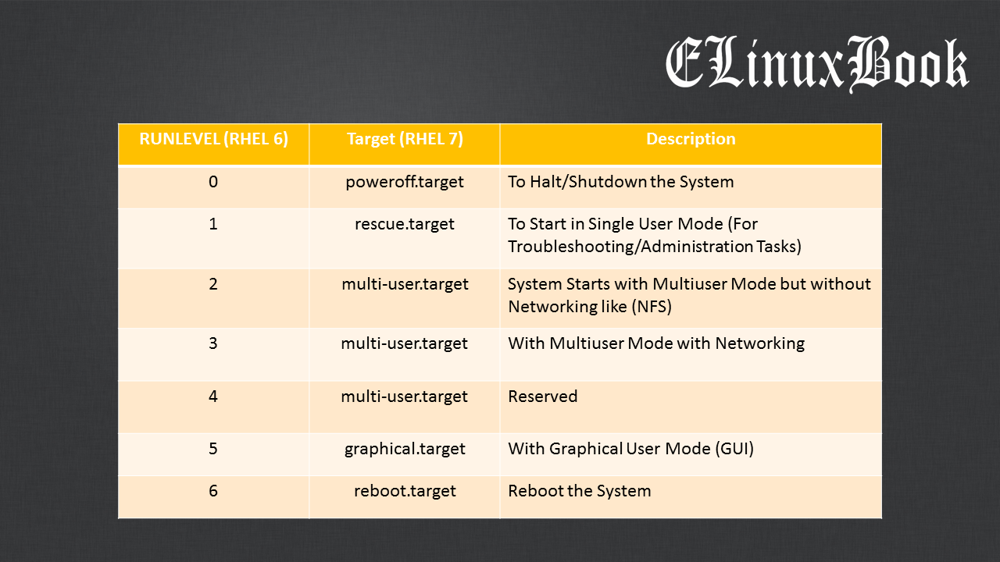 ELinuxBook
RUNLEVEL (RHEL 6) Target (RHEL 7) Description
0 poweroff.target To Halt/Shutdown the System
1 rescue.target To Start in Single User Mode (For
Troubleshooting/Administration Tasks)
2 multi-user.target System Starts with Multiuser Mode but without
Networking like (NFS)
3 multi-user.target With Multiuser Mode with Networking
4 multi-user.target Reserved
5 graphical.target With Graphical User Mode (GUI)
6 reboot.target Reboot the System